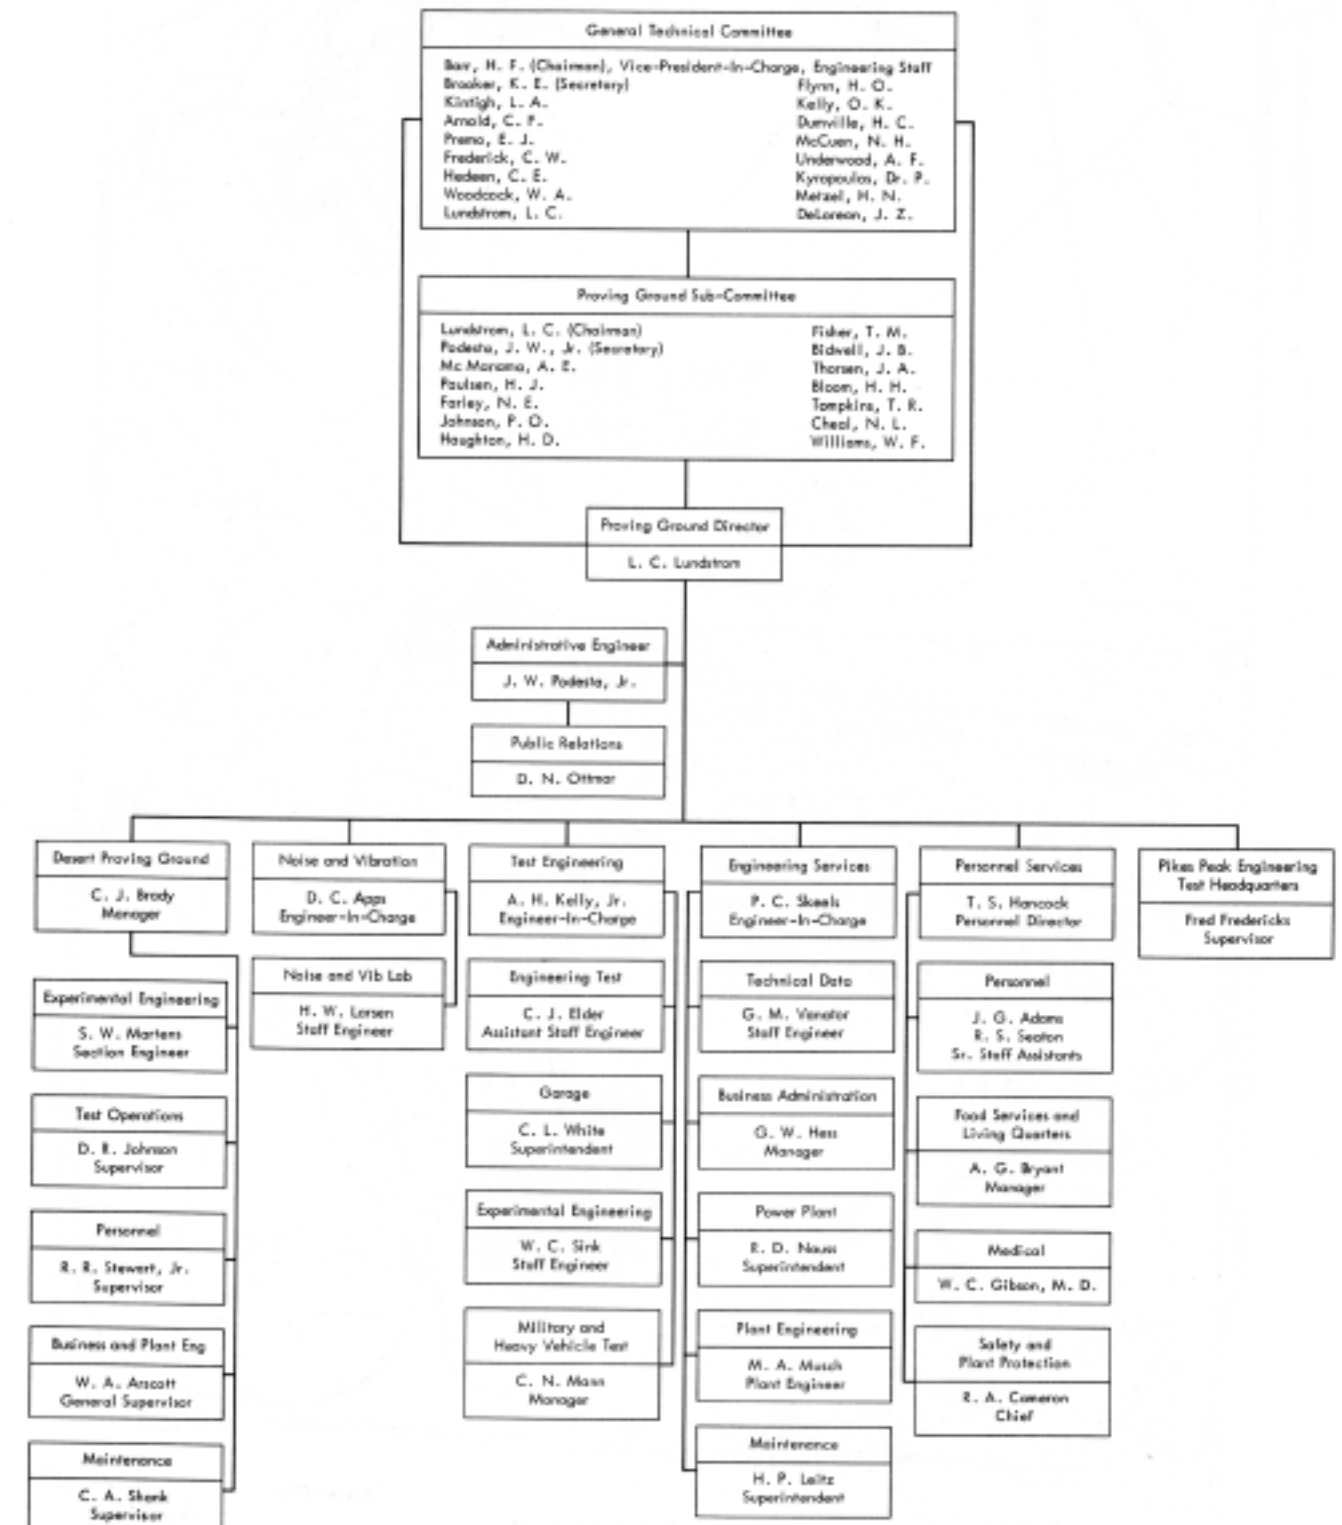 General Technical Committee
Barr, H. F. (Chairman), Vice-President-In-Charge, Engineering Staff
Brooker, K. E. (Secretary)
Kintigh, L. A.
Arnold, C. F.
Premo, E. J.
Frederick, C. W.
Hedeen, C. E.
Woodcock, W. A.
Lundstrom, L. C.
Flynn, H. O.
Kelly, O. K.
Dumville, H. C.
McCuen, N. H.
Underwood, A. F.
Kyropoulos, Dr. P.
Metzel, H. N.
DeLorean, J. Z.
Proving Ground Sub-Committee
Lundstrom, L. C. (Chairman)
Podesta, J. W., Jr. (Secretary)
Mc Marama, A. E.
Paulsen, H. J.
Farley, N. E.
Johnson, P. O.
Houghton, H. D.
Fisher, T. M.
Bidwell, J. B.
Thorsen, J. A.
Bloom, H. H.
Tompkins, T. R.
Cheal, N. L.
Williams, W. F.
Proving Ground Director
L. C. Lundstrom
Administrative Engineer
J. W. Podesta, Jr.
Public Relations
D. N. Ottmar
Desert Proving Ground
C. J. Brady
Manager
Experimental Engineering
S. W. Martens
Section Engineer
Test Operations
D. R. Johnson
Supervisor
Personnel
R. R. Stewart, Jr.
Supervisor
Business and Plant Eng
W. A. Arscott
General Supervisor
Maintenance
C. A. Shank
Supervisor
Noise and Vibration
D. C. Apps
Engineer-In-Charge
Noise and Vib Lab
H. W. Larsen
Staff Engineer
Test Engineering
A. H. Kelly, Jr.
Engineer-In-Charge
Engineering Test
C. J. Elder
Assistant Staff Engineer
Garage
C. L. White
Superintendent
Experimental Engineering
W. C. Sink
Staff Engineer
Military and
Heavy Vehicle Test
C. N. Mann
Manager
Engineering Services
P. C. Skeels
Engineer-In-Charge
Technical Data
G. M. Vanator
Staff Engineer
Business Administration
G. W. Hess
Manager
Power Plant
R. D. Nauss
Superintendent
Plant Engineering
M. A. Musch
Plant Engineer
Maintenance
H. P. Leitz
Superintendent
Personnel Services
T. S. Hancock
Personnel Director
Personnel
J. G. Adams
R. S. Seaton
Sr. Staff Assistants
Food Services and
Living Quarters
A. G. Bryant
Manager
Medical
W. C. Gibson, M. D.
Safety and
Plant Protection
R. A. Cameron
Chief
Pikes Peak Engineering
Test Headquarters
Fred Fredericks
Supervisor